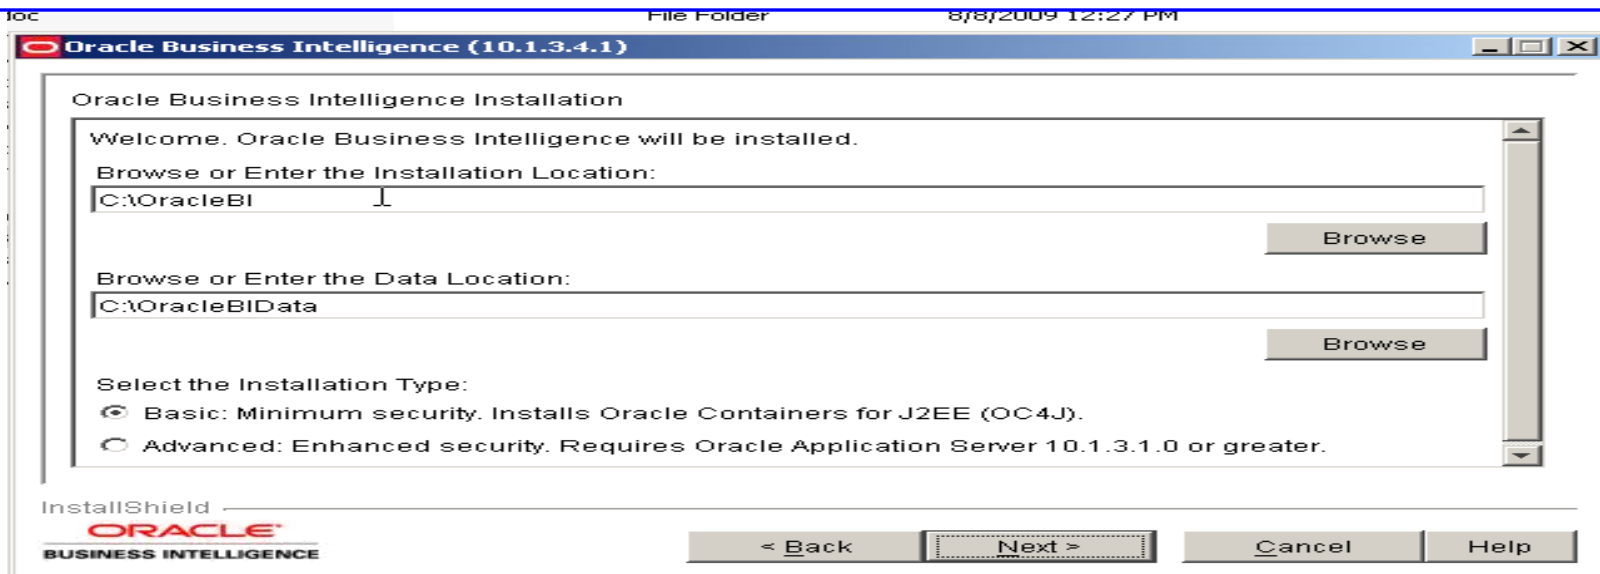 doc File Folder 8/8/2009 12:27 PM
Oracle Business Intelligence (10.1.3.4.1)
Oracle Business Intelligence Installation
Welcome. Oracle Business Intelligence will be installed.
Browse or Enter the Installation Location:
C:\OracleBI
Browse
Browse or Enter the Data Location:
C:\OracleBIData
Browse
Select the Installation Type:
Basic: Minimum security. Installs Oracle Containers for J2EE (OC4J).
Advanced: Enhanced security. Requires Oracle Application Server 10.1.3.1.0 or greater.
InstallShield
ORACLE
BUSINESS INTELLIGENCE
< Back Next > Cancel Help